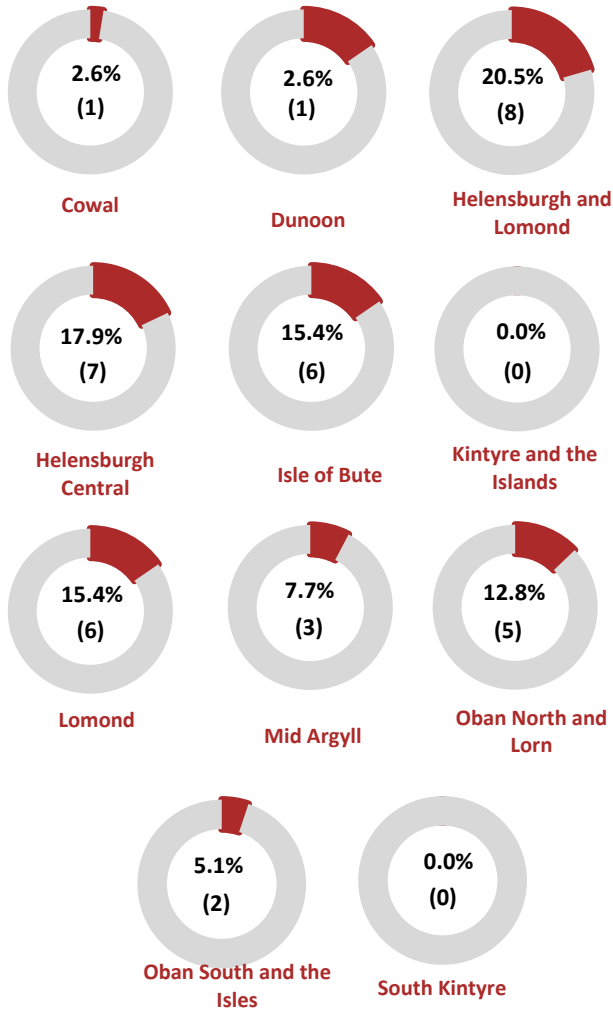 2.6%
(1)
Cowal
2.6%
(1)
Dunoon
20.5%
(8)
Helensburgh and
Lomond
17.9%
(7)
Helensburgh
Central
15.4%
(6)
Isle of Bute
0.0%
(0)
Kintyre and the
Islands
15.4%
(6)
Lomond
7.7%
(3)
Mid Argyll
12.8%
(5)
Oban North and
Lorn
5.1%
(2)
Oban South and the
Isles
0.0%
(0)
South Kintyre